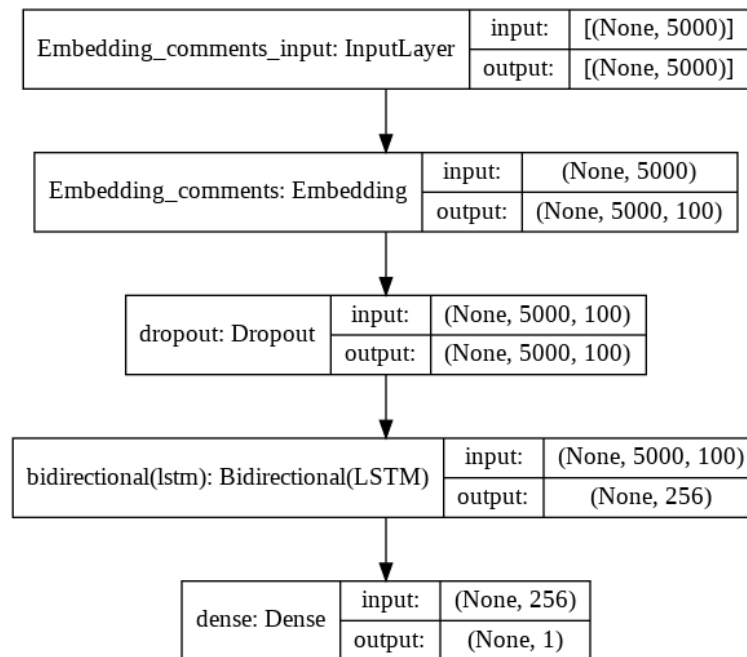 Embedding_comments_input: InputLayer
input: [(None, 5000)]
output: [(None, 5000)]
Embedding_comments: Embedding
input: (None, 5000)
output: (None, 5000, 100)
dropout: Dropout
input: (None, 5000, 100)
output: (None, 5000, 100)
bidirectional(lstm): Bidirectional(LSTM)
input: (None, 5000, 100)
output: (None, 256)
dense: Dense
input: (None, 256)
output: (None, 1)